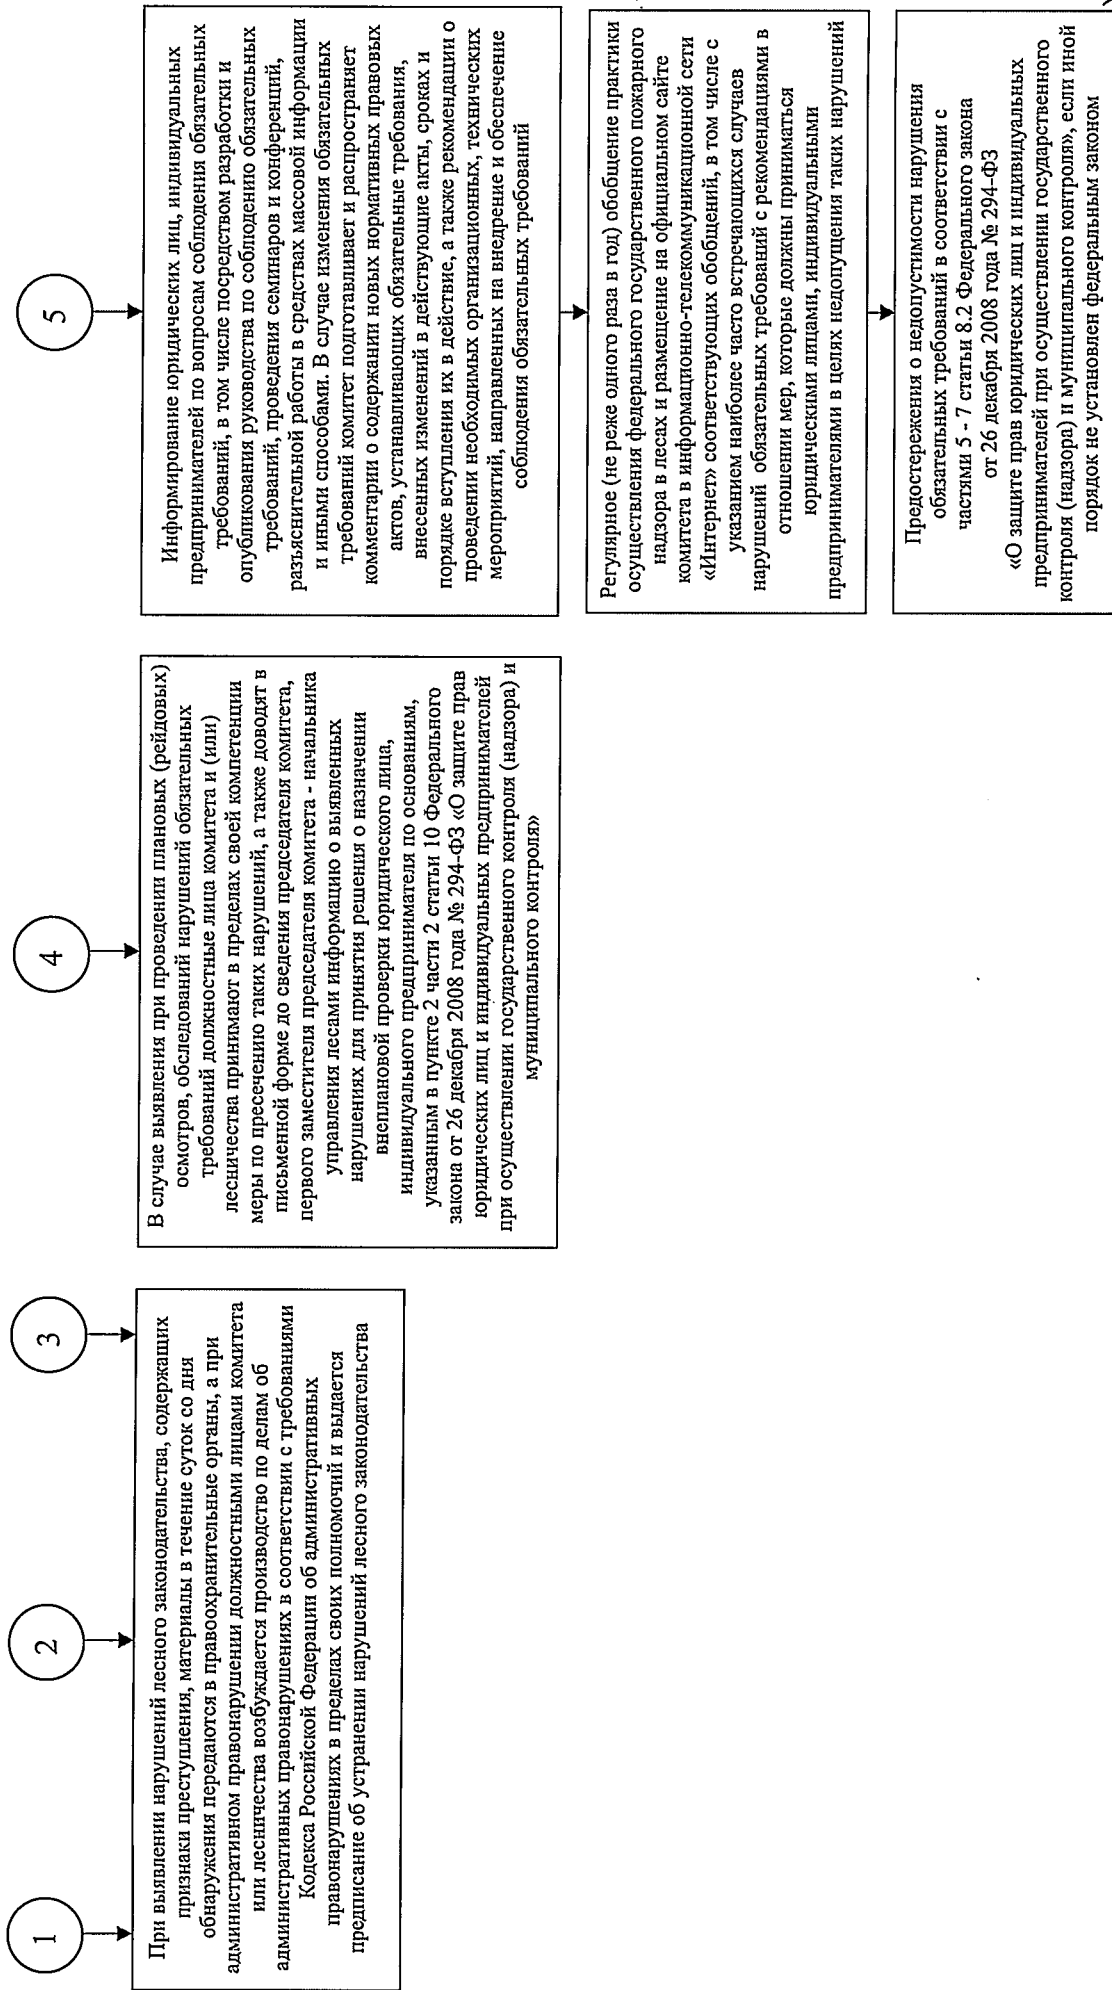 1
2
3
При выявлении нарушений лесного законодательства, содержащих
признаки преступления, материалы в течение суток со дня
обнаружения передаются в правоохранительные органы, а при
административном правонарушении должностными лицами комитета
или лесничества возбуждается производство по делам об
административных правонарушениях в соответствии с требованиями
Кодекса Российской Федерации об административных
правонарушениях в пределах своих полномочий и выдается
предписание об устранении нарушений лесного законодательства
4
В случае выявления при проведении плановых (рейдовых)
осмотров, обследований нарушений обязательных
требований должностные лица комитета и (или)
лесничества принимают в пределах своей компетенции
меры по пресечению таких нарушений, а также доводят в
письменной форме до сведения председателя комитета,
первого заместителя председателя комитета - начальника
управления лесами информацию о выявленных
нарушениях для принятия решения о назначении
внеплановой проверки юридического лица,
индивидуального предпринимателя по основаниям,
указанным в пункте 2 части 2 статьи 10 Федерального
закона от 26 декабря 2008 года № 294-ФЗ «О защите прав
юридических лиц и индивидуальных предпринимателей
при осуществлении государственного контроля (надзора) и
муниципального контроля»
5
Информирование юридических лиц, индивидуальных
предпринимателей по вопросам соблюдения обязательных
требований, в том числе посредством разработки и
опубликования руководства по соблюдению обязательных
требований, проведения семинаров и конференций,
разъяснительной работы в средствах массовой информации
и иными способами. В случае изменения обязательных
требований комитет подготавливает и распространяет
комментарии о содержании новых нормативных правовых
актов, устанавливающих обязательные требования,
внесенных изменений в действующие акты, сроках и
порядке вступления их в действие, а также рекомендации о
проведении необходимых организационных, технических
мероприятий, направленных на внедрение и обеспечение
соблюдения обязательных требований
Регулярное (не реже одного раза в год) обобщение практики
осуществления федерального государственного пожарного
надзора в лесах и размещение на официальном сайте
комитета в информационно-телекоммуникационной сети
«Интернет» соответствующих обобщений, в том числе с
указанием наиболее часто встречающихся случаев
нарушений обязательных требований с рекомендациями в
отношении мер, которые должны приниматься
юридическими лицами, индивидуальными
предпринимателями в целях недопущения таких нарушений
Предостережения о недопустимости нарушения
обязательных требований в соответствии с
частями 5 - 7 статьи 8.2 Федерального закона
от 26 декабря 2008 года № 294-ФЗ
«О защите прав юридических лиц и индивидуальных
предпринимателей при осуществлении государственного
контроля (надзора) и муниципального контроля», если иной
порядок не установлен федеральным законом